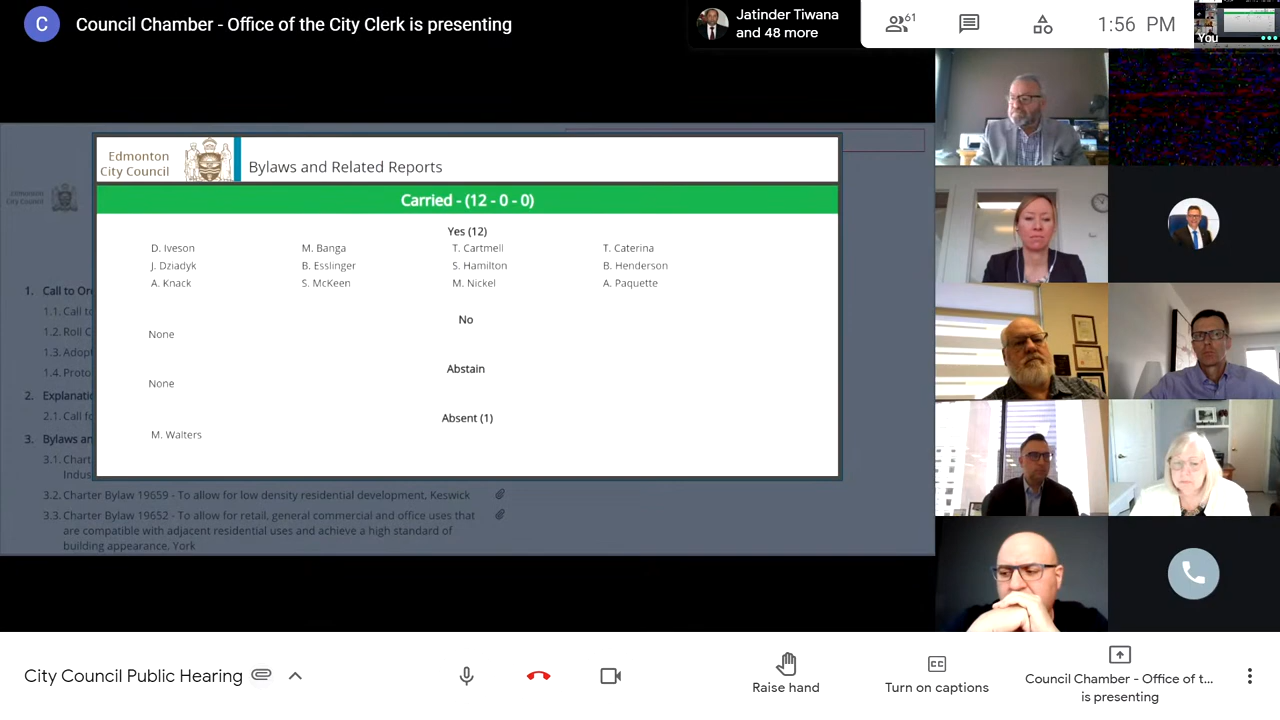 C
Council Chamber - Office of the City Clerk is presenting
Jatinder Tiwana
and 48 more
61
1:56 PM
You
Edmonton
City Council
Bylaws and Related Reports
Carried - (12 - 0 - 0)
Yes (12)
D. Iveson M. Banga T. Cartmell T. Caterina
J. Dziadyk B. Esslinger S. Hamilton B. Henderson
A. Knack S. McKeen M. Nickel A. Paquette
No
None
Abstain
None
Absent (1)
M. Walters
Edmonton
City Council
1. Call to Or
1.1. Call to
1.2. Roll C
1.3. Adopt
1.4. Proto
2. Explanatio
2.1. Call fo
3. Bylaws an
3.1. Chart
Indus
3.2. Charter Bylaw 19659 - To allow for low density residential development, Keswick
3.3. Charter Bylaw 19652 - To allow for retail, general commercial and office uses that
are compatible with adjacent residential uses and achieve a high standard of
building appearance, York
City Council Public Hearing
Raise hand
CC
Turn on captions
Council Chamber - Office of t...
is presenting